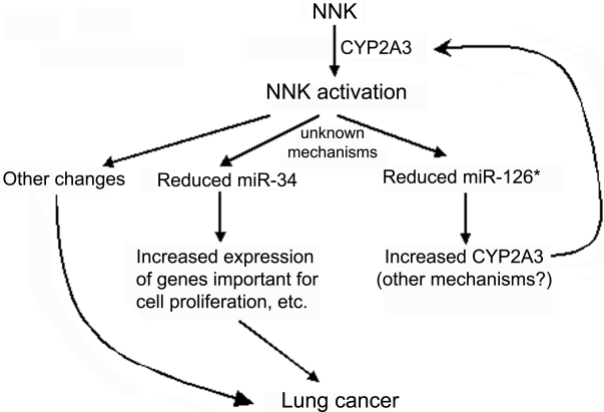 NNK
CYP2A3
NNK activation
unknown
mechanisms
Other changes
Reduced miR-34
Reduced miR-126*
Increased expression
of genes important for
cell proliferation, etc.
Increased CYP2A3
(other mechanisms?)
Lung cancer